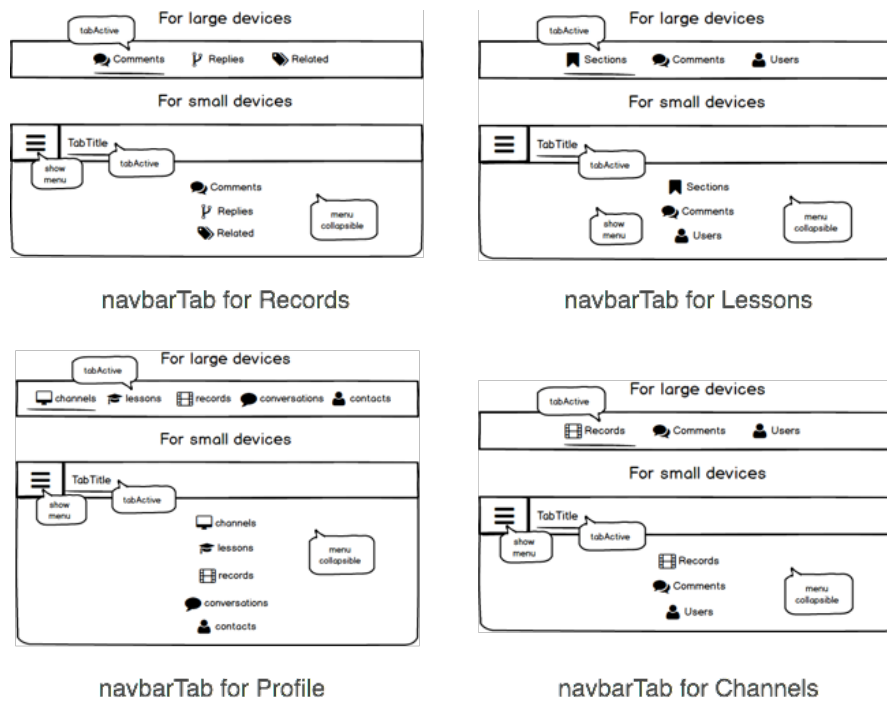 For large devices
tabActive
Comments Replies Related
For small devices
TabTitle
show
menu
tabActive
Comments
Replies
Related
menu
collapsible
navbarTab for Records
For large devices
tabActive
Sections Comments Users
For small devices
TabTitle
tabActive
Sections
Comments
Users
show
menu
menu
collapsible
navbarTab for Lessons
For large devices
tabActive
channels lessons records conversations contacts
For small devices
TabTitle
show
menu
tabActive
channels
lessons
records
conversations
contacts
menu
collapsible
navbarTab for Profile
For large devices
tabActive
Records Comments Users
For small devices
TabTitle
show
menu
tabActive
Records
Comments
Users
menu
collapsible
navbarTab for Channels